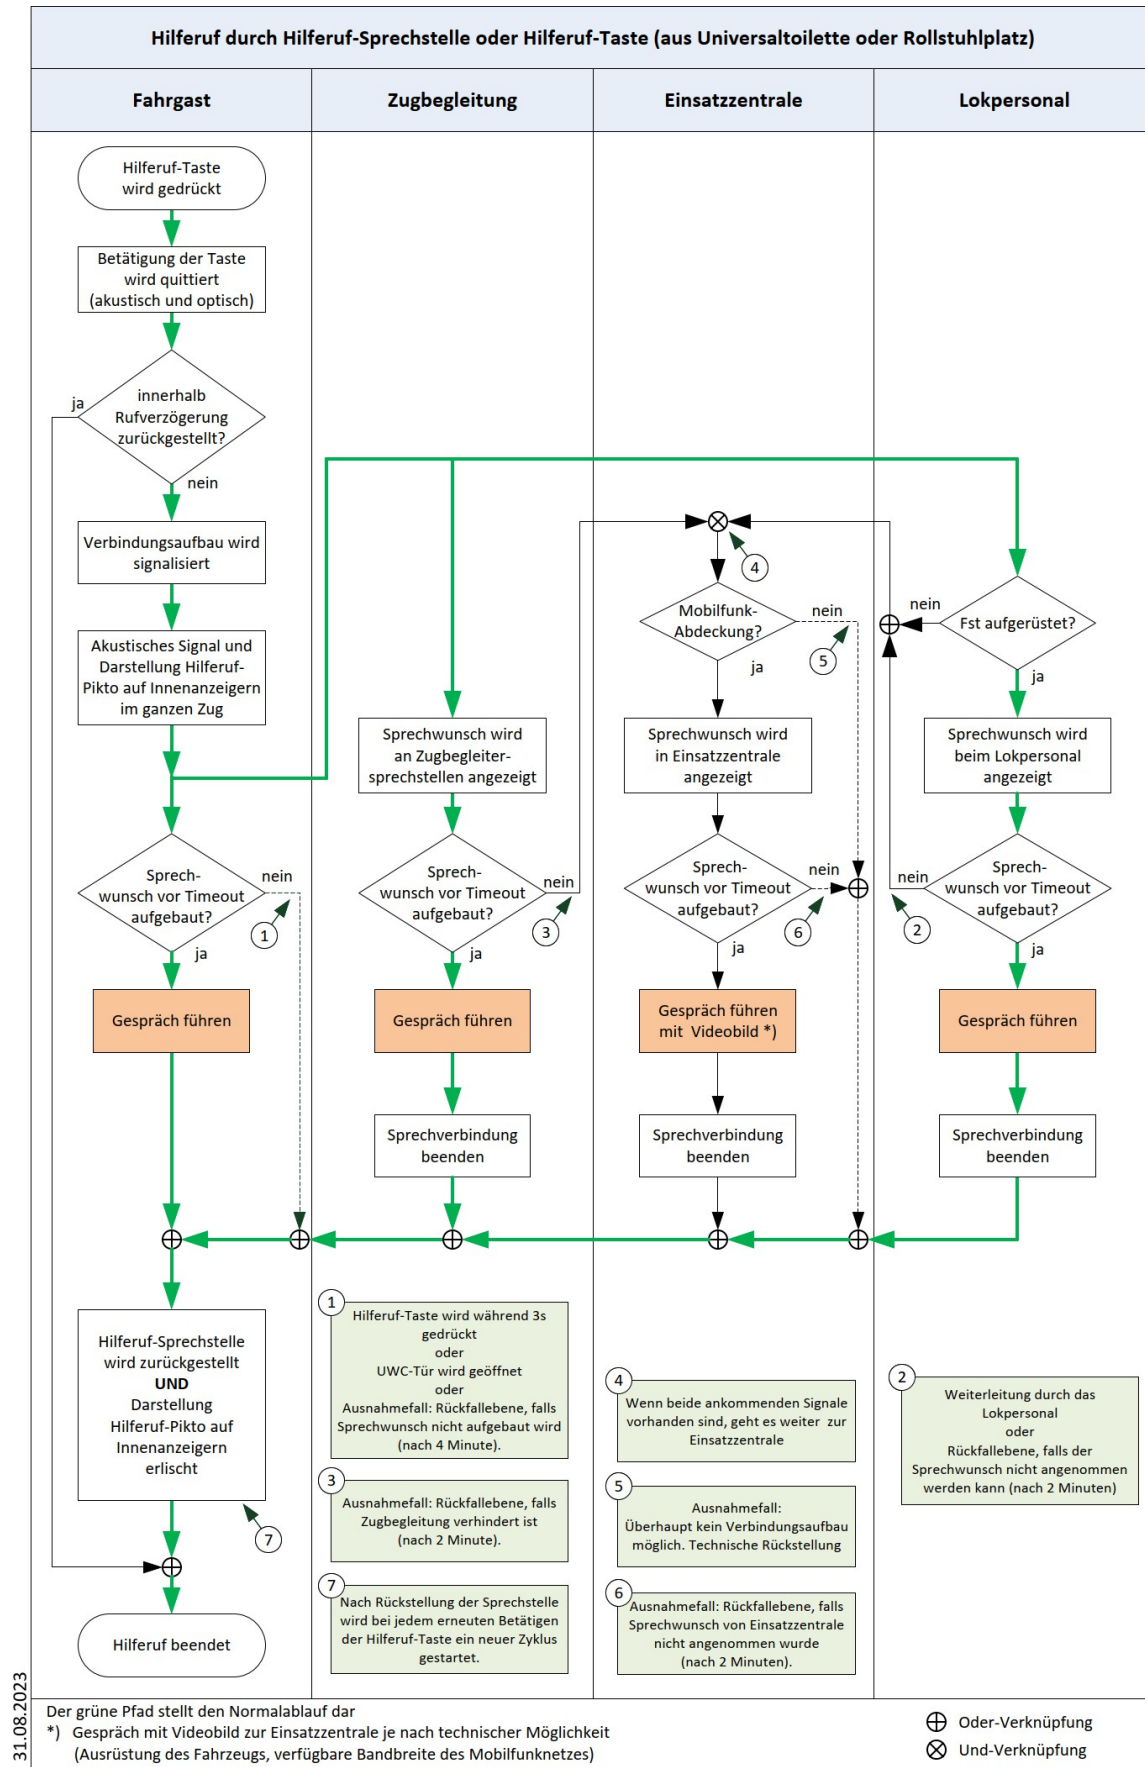 Hilferuf durch Hilferuf-Sprechstelle oder Hilferuf-Taste (aus Universaltoilette oder Rollstuhlplatz)
Fahrgast
Zugbegleitung
Einsatzzentrale
Lokpersonal
Hilferuf-Taste
wird gedrückt
Betätigung der Taste
wird quittiert
(akustisch und optisch)
innerhalb
Rufverzögerung
zurückgestellt?
ja
nein
Verbindungsaufbau wird
signalisiert
Akustisches Signal und
Darstellung Hilferuf-
Pikto auf Innenanzeigern
im ganzen Zug
Sprech-
wunsch vor Timeout
aufgebaut?
nein
1
ja
Gespräch führen
Hilferuf-Sprechstelle
wird zurückgestellt
UND
Darstellung
Hilferuf-Pikto auf
Innenanzeigern
erlischt
7
Hilferuf beendet
Sprechwunsch wird
an Zugbegleiter-
sprechstellen angezeigt
Sprech-
wunsch vor Timeout
aufgebaut?
nein
3
ja
Gespräch führen
Sprechverbindung
beenden
4
Mobilfunk-
Abdeckung?
nein
5
ja
Sprechwunsch wird
in Einsatzzentrale
angezeigt
Sprech-
wunsch vor Timeout
aufgebaut?
nein
6
ja
Gespräch führen
mit Videobild *)
Sprechverbindung
beenden
nein
Fst aufgerüstet?
ja
Sprechwunsch wird
beim Lokpersonal
angezeigt
Sprech-
wunsch vor Timeout
aufgebaut?
nein
2
ja
Gespräch führen
Sprechverbindung
beenden
1
Hilferuf-Taste wird während 3s
gedrückt
oder
UWC-Tür wird geöffnet
oder
Ausnahmefall: Rückfallebene, falls
Sprechwunsch nicht aufgebaut wird
(nach 4 Minute).
3
Ausnahmefall: Rückfallebene, falls
Zugbegleitung verhindert ist
(nach 2 Minute).
7
Nach Rückstellung der Sprechstelle
wird bei jedem erneuten Betätigen
der Hilferuf-Taste ein neuer Zyklus
gestartet.
4
Wenn beide ankommenden Signale
vorhanden sind, geht es weiter zur
Einsatzzentrale
5
Ausnahmefall:
Überhaupt kein Verbindungsaufbau
möglich. Technische Rückstellung
6
Ausnahmefall: Rückfallebene, falls
Sprechwunsch von Einsatzzentrale
nicht angenommen wurde
(nach 2 Minuten).
2
Weiterleitung durch das
Lokpersonal
oder
Rückfallebene, falls der
Sprechwunsch nicht angenommen
werden kann (nach 2 Minuten)
31.08.2023
Der grüne Pfad stellt den Normalablauf dar
*) Gespräch mit Videobild zur Einsatzzentrale je nach technischer Möglichkeit
(Ausrüstung des Fahrzeugs, verfügbare Bandbreite des Mobilfunknetzes)
Oder-Verknüpfung
Und-Verknüpfung